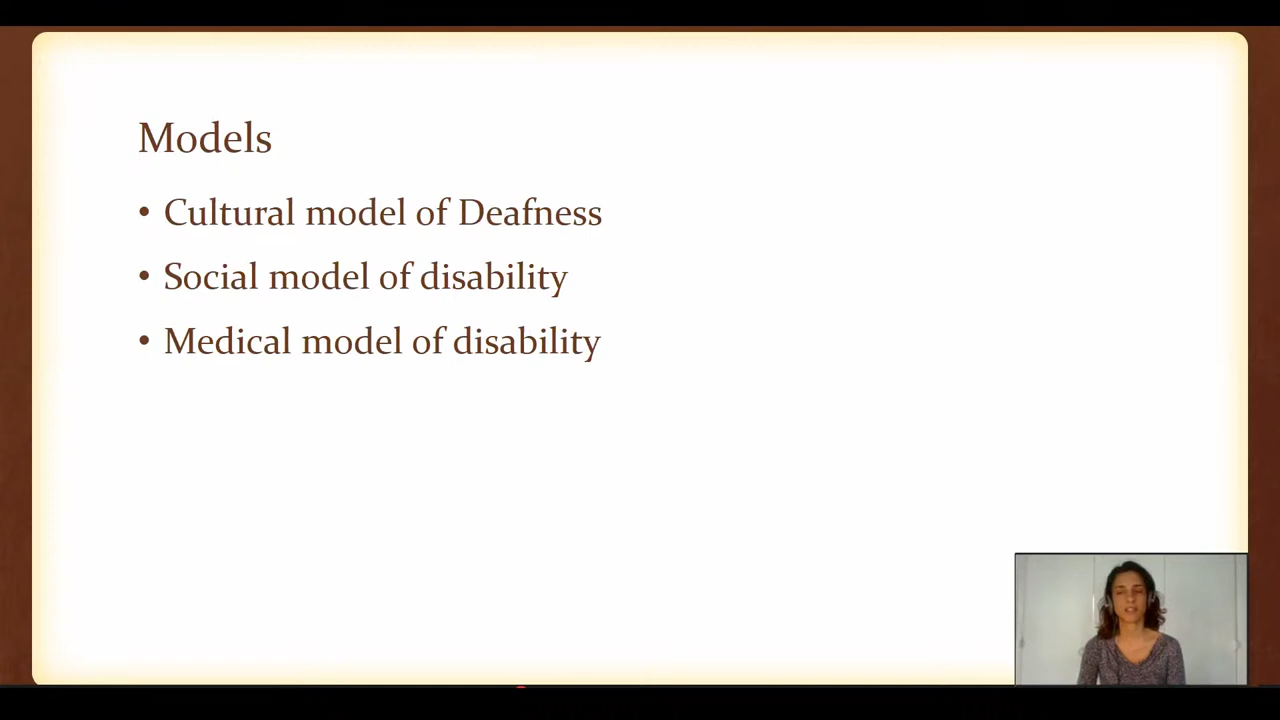 Models
• Cultural model of Deafness
• Social model of disability
• Medical model of disability